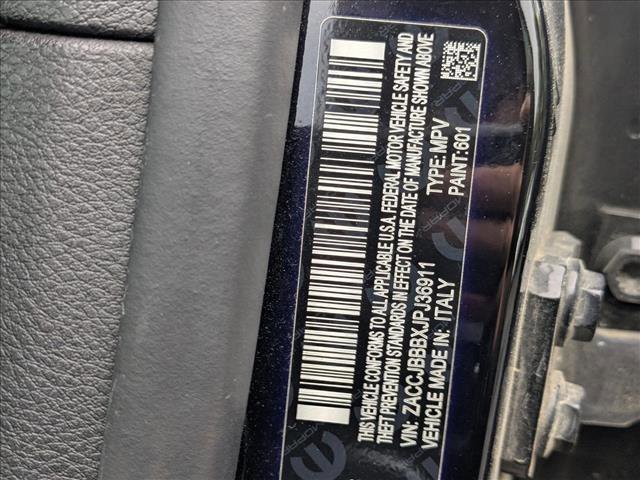 VEHICLE CONFORMS TO ALL APPLICABLE U.S.A. FEDERAL MOTOR VEHICLE SAFETY AND
THEFT PREVENTION STANDARDS IN EFFECT ON THE DATE OF MANUFACTURE SHOWN ABOVE
VIN: ZACCJBBBXJPJ36911 TYPE: MPV
VEHICLE MADE IN: ITALY PAINT:601